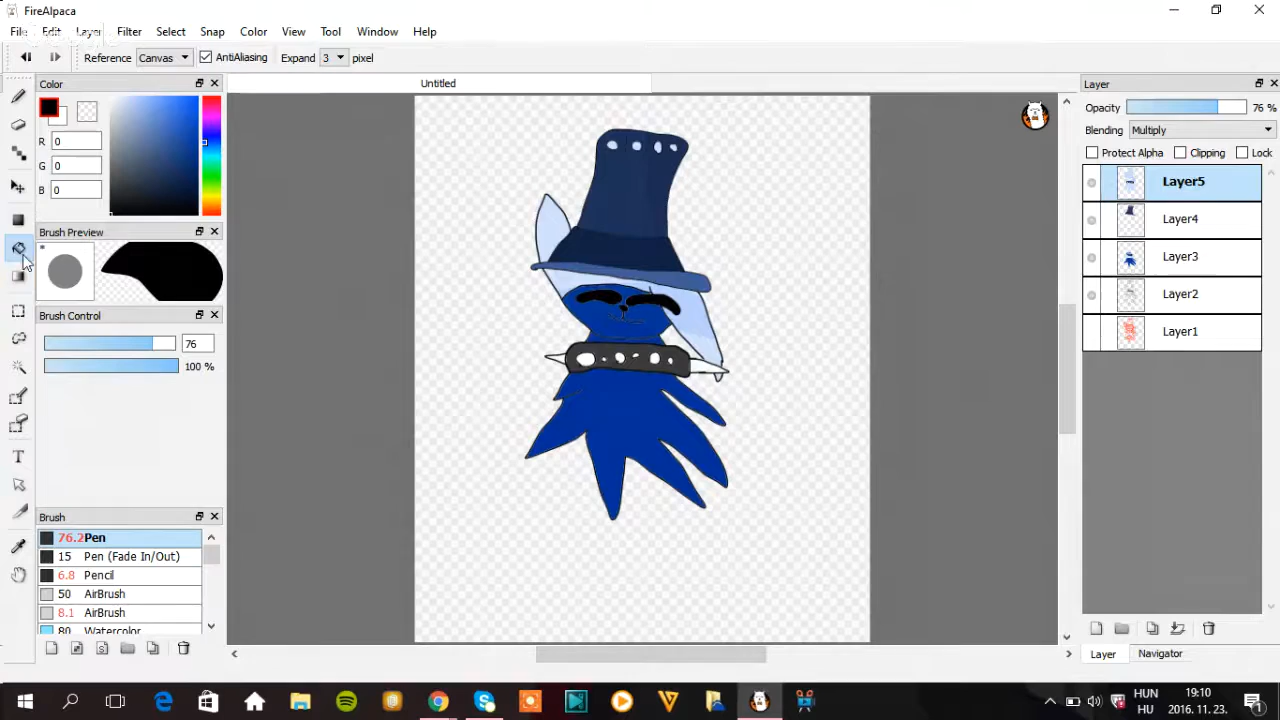 FireAlpaca
File Edit Layer Filter Select Snap Color View Tool Window Help
Reference Canvas AntiAliasing Expand 3 pixel
Color
Untitled
Layer
Opacity 76 %
Blending Multiply
Protect Alpha Clipping Lock
R 0
G 0
B 0
Layer5
Layer4
Layer3
Layer2
Layer1
Brush Preview
Brush Control
76
100 %
Brush
76.2 Pen
15 Pen (Fade In/Out)
6.8 Pencil
50 AirBrush
8.1 AirBrush
80 Watercolor
Layer Navigator
HUN 19:10
HU 2016. 11. 23.